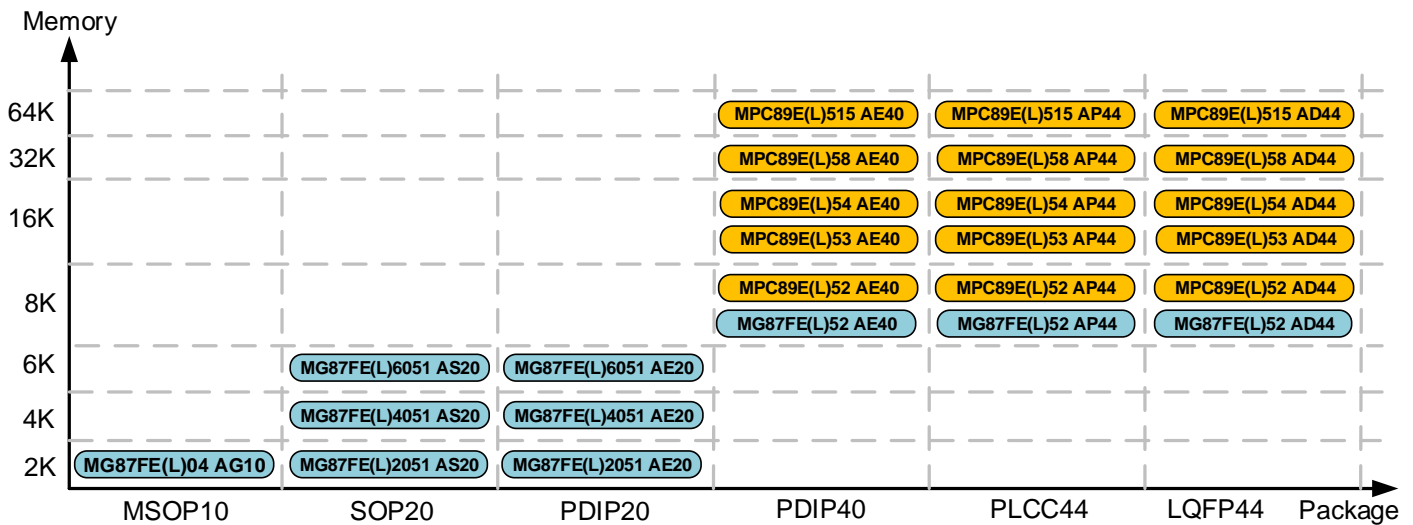 Memory
64K
MPC89E(L)515 AE40
MPC89E(L)515 AP44
MPC89E(L)515 AD44
32K
MPC89E(L)58 AE40
MPC89E(L)58 AP44
MPC89E(L)58 AD44
16K
MPC89E(L)54 AE40
MPC89E(L)54 AP44
MPC89E(L)54 AD44
MPC89E(L)53 AE40
MPC89E(L)53 AP44
MPC89E(L)53 AD44
8K
MPC89E(L)52 AE40
MPC89E(L)52 AP44
MPC89E(L)52 AD44
MG87FE(L)52 AE40
MG87FE(L)52 AP44
MG87FE(L)52 AD44
6K
MG87FE(L)6051 AS20
MG87FE(L)6051 AE20
4K
MG87FE(L)4051 AS20
MG87FE(L)4051 AE20
2K
MG87FE(L)04 AG10
MG87FE(L)2051 AS20
MG87FE(L)2051 AE20
MSOP10
SOP20
PDIP20
PDIP40
PLCC44
LQFP44
Package